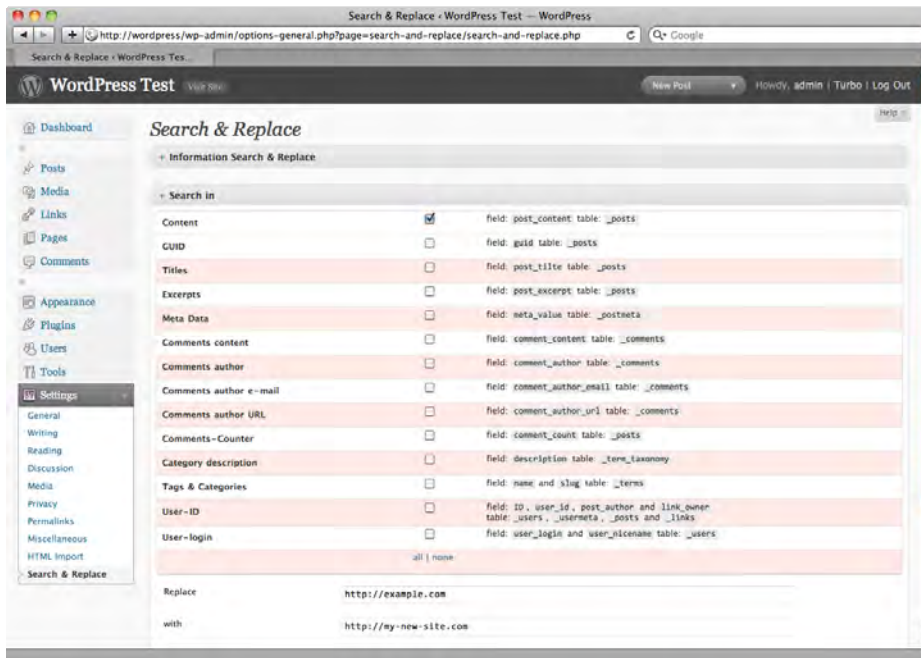 Search & Replace ‹ WordPress Test — WordPress
http://wordpress/wp-admin/options-general.php?page=search-and-replace/search-and-replace.php
Google
Search & Replace ‹ WordPress Tes...
WordPress Test Visit Site New Post Howdy, admin | Turbo | Log Out
Help
Dashboard
Posts
Media
Links
Pages
Comments
Appearance
Plugins
Users
Tools
Settings
General
Writing
Reading
Discussion
Media
Privacy
Permalinks
Miscellaneous
HTML Import
Search & Replace
Search & Replace
+ Information Search & Replace
+ Search in
Content field: post_content table: _posts
GUID field: guid table: _posts
Titles field: post_tilte table: _posts
Excerpts field: post_excerpt table: _posts
Meta Data field: meta_value table: _postmeta
Comments content field: comment_content table: _comments
Comments author field: comment_author table: _comments
Comments author e-mail field: comment_author_email table: _comments
Comments author URL field: comment_author_url table: _comments
Comments-Counter field: comment_count table: _posts
Category description field: description table: _term_taxonomy
Tags & Categories field: name and slug table: _terms
User-ID field: ID, user_id, post_author and link_owner
table: _users, _usermeta, _posts and _links
User-login field: user_login and user_nicename table: _users
all | none
Replace http://example.com
with http://my-new-site.com